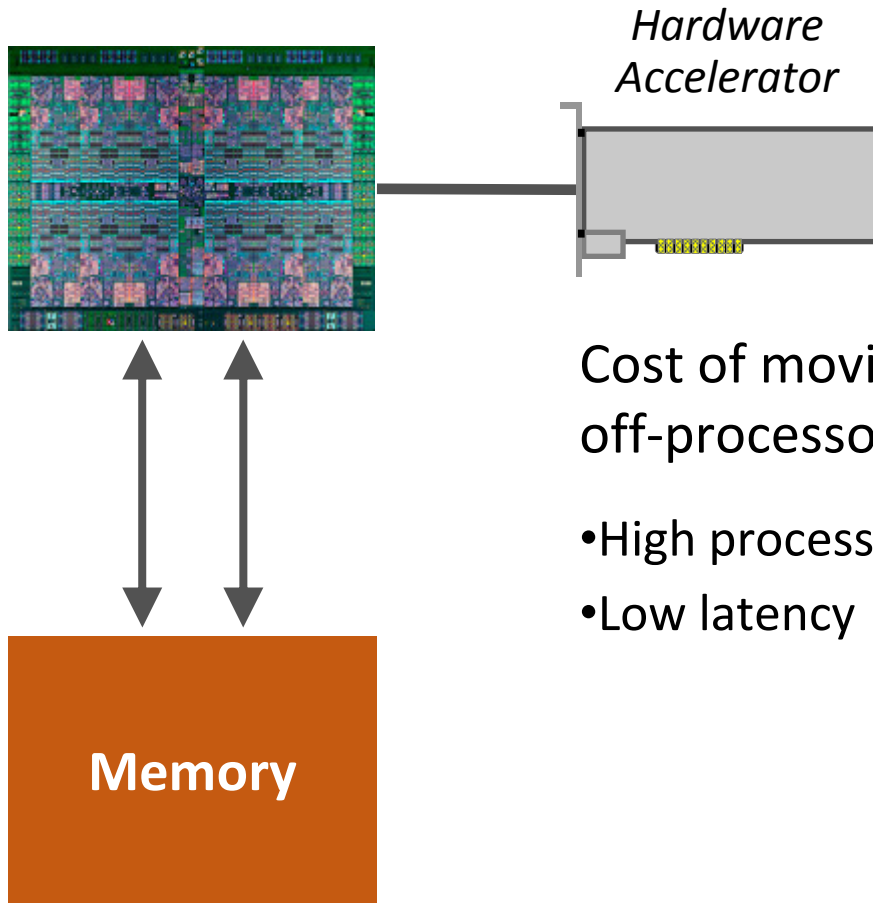 Hardware
Accelerator
Cost of movi
off-processo
•High process
•Low latency
Memory